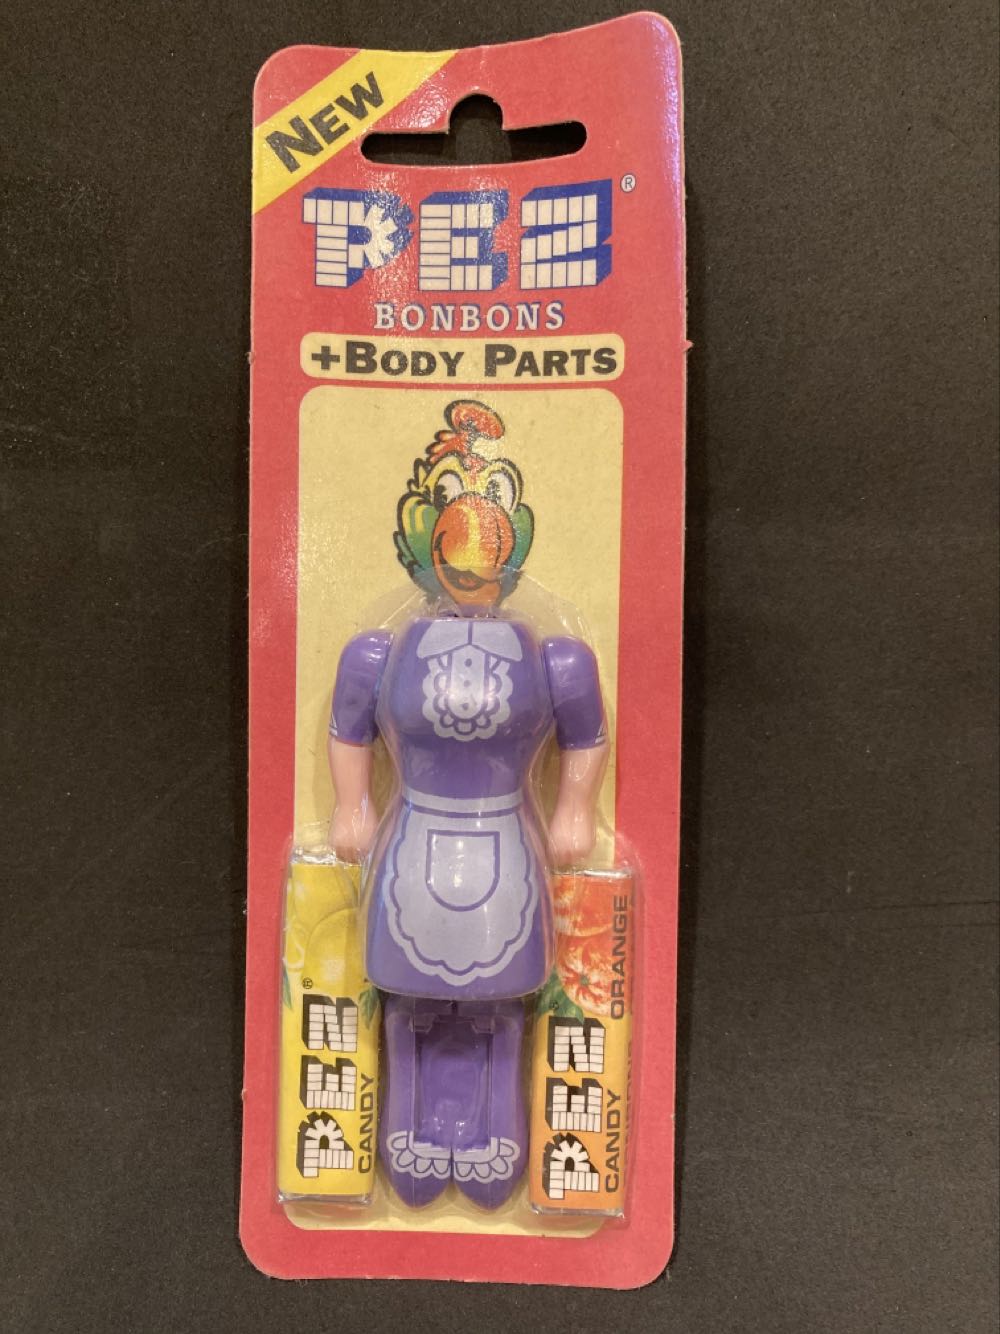 NEW
PEZ®
BONBONS
+BODY PARTS
PEZ®
CANDY
PEZ
CANDY
ORANGE